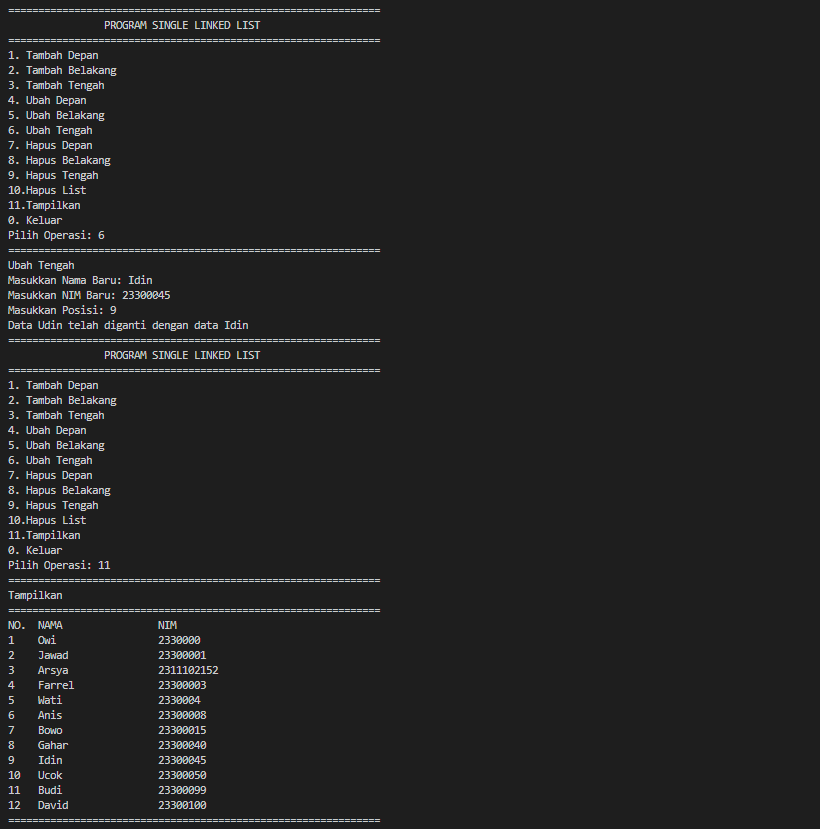 ==============================================================
PROGRAM SINGLE LINKED LIST
==============================================================
1. Tambah Depan
2. Tambah Belakang
3. Tambah Tengah
4. Ubah Depan
5. Ubah Belakang
6. Ubah Tengah
7. Hapus Depan
8. Hapus Belakang
9. Hapus Tengah
10.Hapus List
11.Tampilkan
0. Keluar
Pilih Operasi: 6
==============================================================
Ubah Tengah
Masukkan Nama Baru: Idin
Masukkan NIM Baru: 23300045
Masukkan Posisi: 9
Data Udin telah diganti dengan data Idin
==============================================================
PROGRAM SINGLE LINKED LIST
==============================================================
1. Tambah Depan
2. Tambah Belakang
3. Tambah Tengah
4. Ubah Depan
5. Ubah Belakang
6. Ubah Tengah
7. Hapus Depan
8. Hapus Belakang
9. Hapus Tengah
10.Hapus List
11.Tampilkan
0. Keluar
Pilih Operasi: 11
==============================================================
Tampilkan
==============================================================
NO. NAMA NIM
1 Owi 2330000
2 Jawad 23300001
3 Arsya 2311102152
4 Farrel 23300003
5 Wati 2330004
6 Anis 23300008
7 Bowo 23300015
8 Gahar 23300040
9 Idin 23300045
10 Ucok 23300050
11 Budi 23300099
12 David 23300100
==============================================================